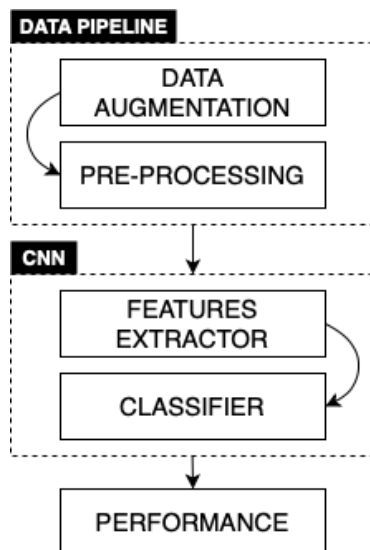 DATA PIPELINE
DATA
AUGMENTATION
PRE-PROCESSING
CNN
FEATURES
EXTRACTOR
CLASSIFIER
PERFORMANCE